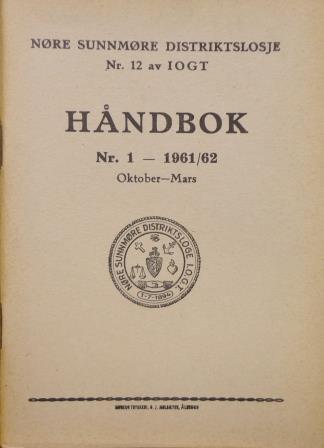 NØRE SUNNMØRE DISTRIKTSLOSJE
Nr. 12 av IOGT
HÅNDBOK
Nr. 1 — 1961/62
Oktober—Mars
NØRE SUNNMØRE DISTRIKTSLOGE I.O.G.T.
1-7-1894